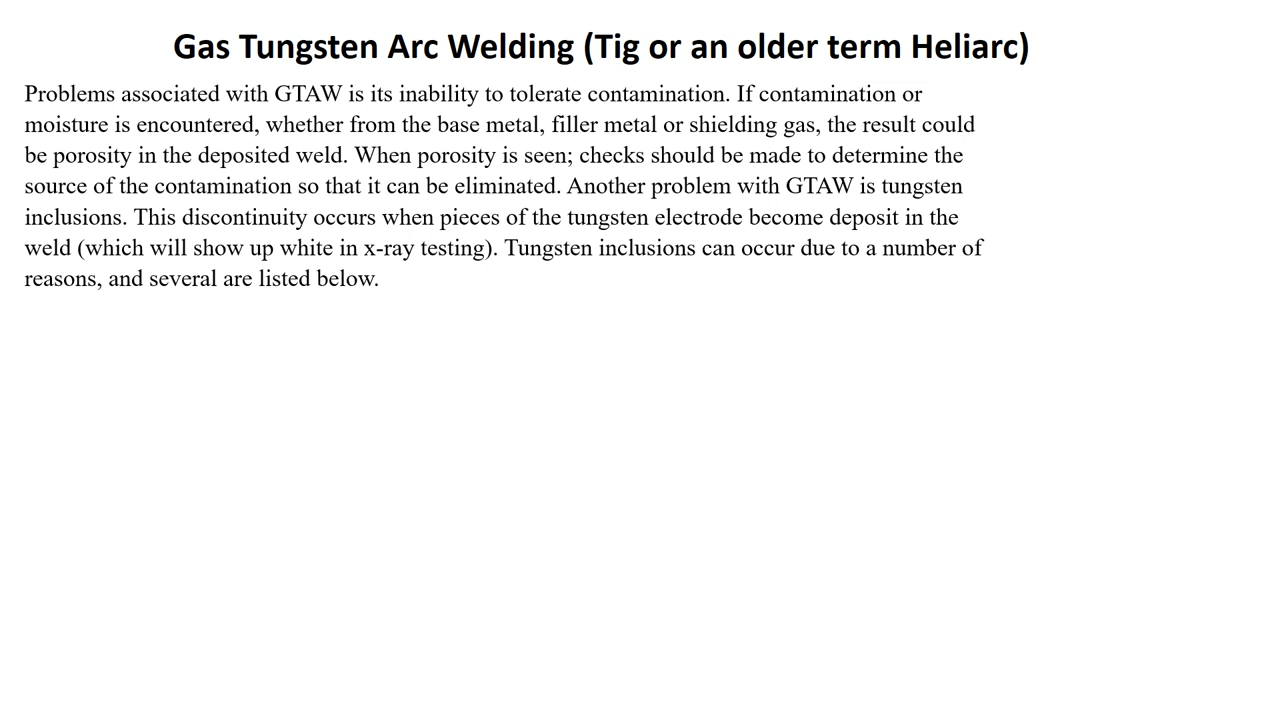 Gas Tungsten Arc Welding (Tig or an older term Heliarc)
Problems associated with GTAW is its inability to tolerate contamination. If contamination or
moisture is encountered, whether from the base metal, filler metal or shielding gas, the result could
be porosity in the deposited weld. When porosity is seen; checks should be made to determine the
source of the contamination so that it can be eliminated. Another problem with GTAW is tungsten
inclusions. This discontinuity occurs when pieces of the tungsten electrode become deposit in the
weld (which will show up white in x-ray testing). Tungsten inclusions can occur due to a number of
reasons, and several are listed below.